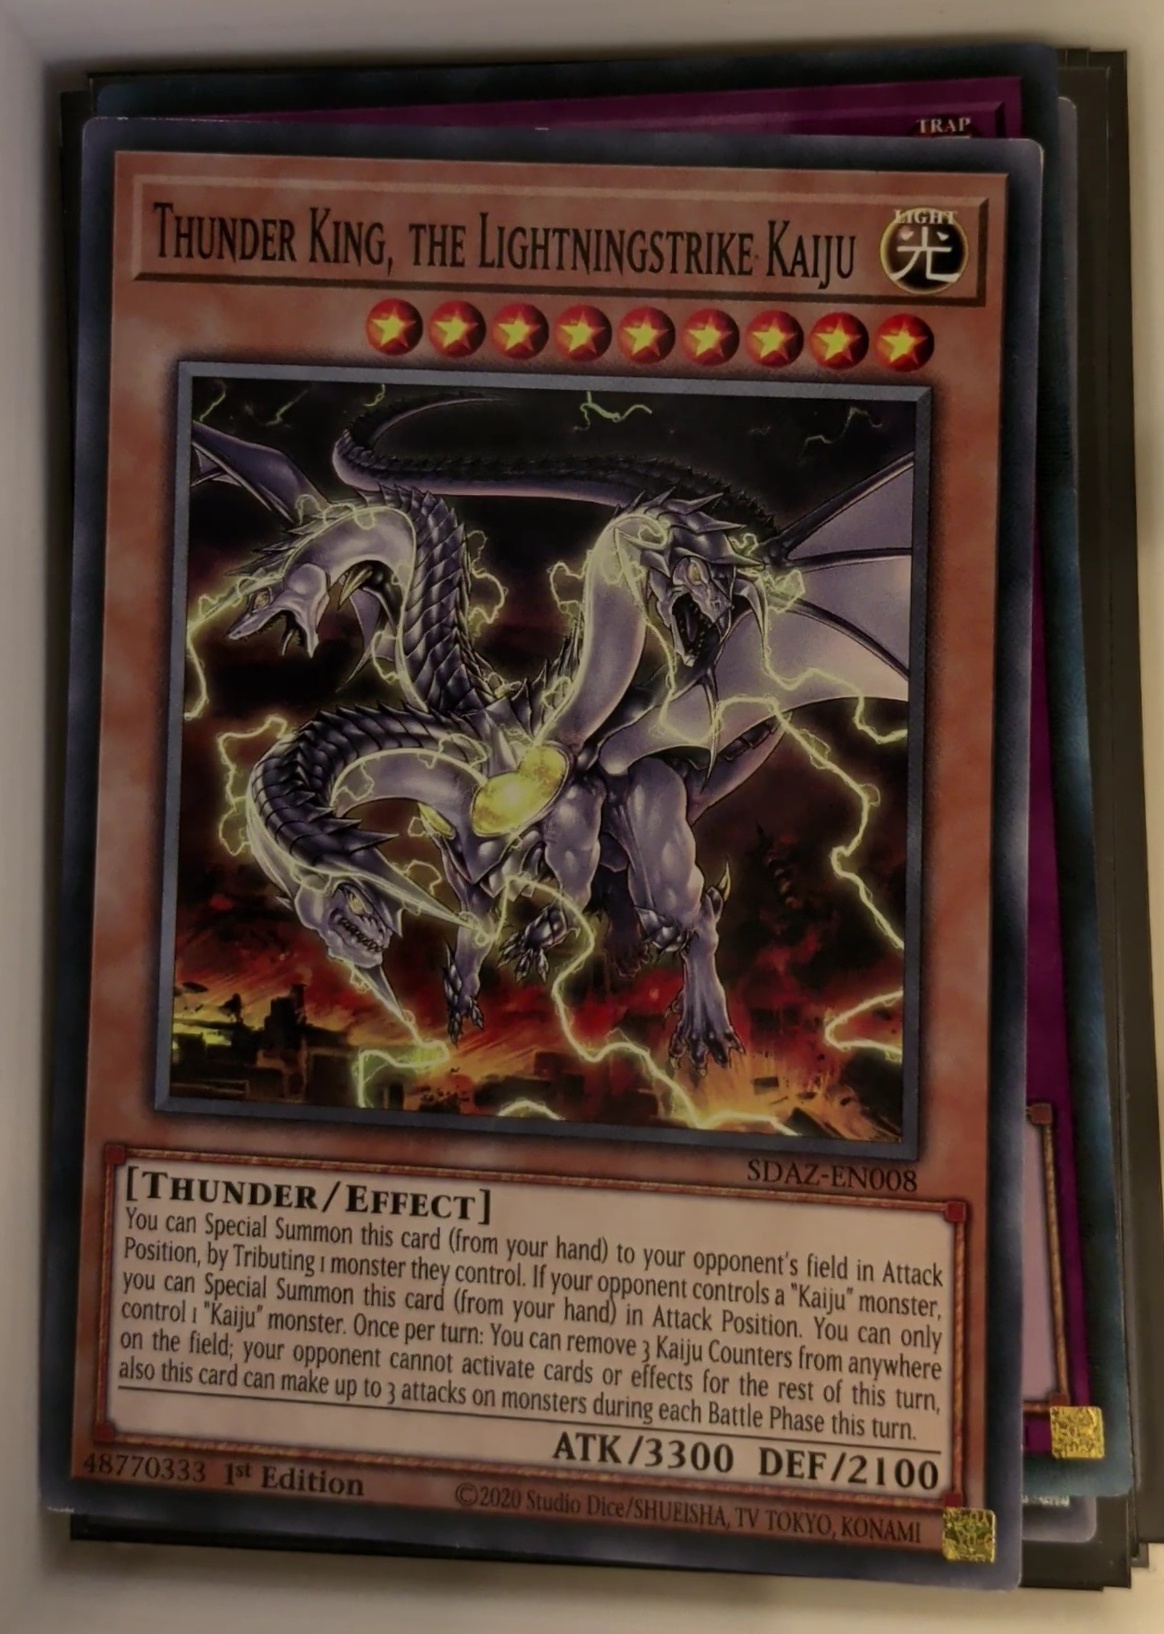 TRAP
THUNDER KING, THE LIGHTNINGSTRIKE KAIJU
LIGHT
光
SDAZ-EN008
[THUNDER/EFFECT]
You can Special Summon this card (from your hand) to your opponent's field in Attack
Position, by Tributing 1 monster they control. If your opponent controls a "Kaiju" monster,
you can Special Summon this card (from your hand) in Attack Position. You can only
control 1 "Kaiju" monster. Once per turn: You can remove 3 Kaiju Counters from anywhere
on the field; your opponent cannot activate cards or effects for the rest of this turn,
also this card can make up to 3 attacks on monsters during each Battle Phase this turn.
ATK/3300 DEF/2100
48770333 1st Edition
©2020 Studio Dice/SHUEISHA, TV TOKYO, KONAMI